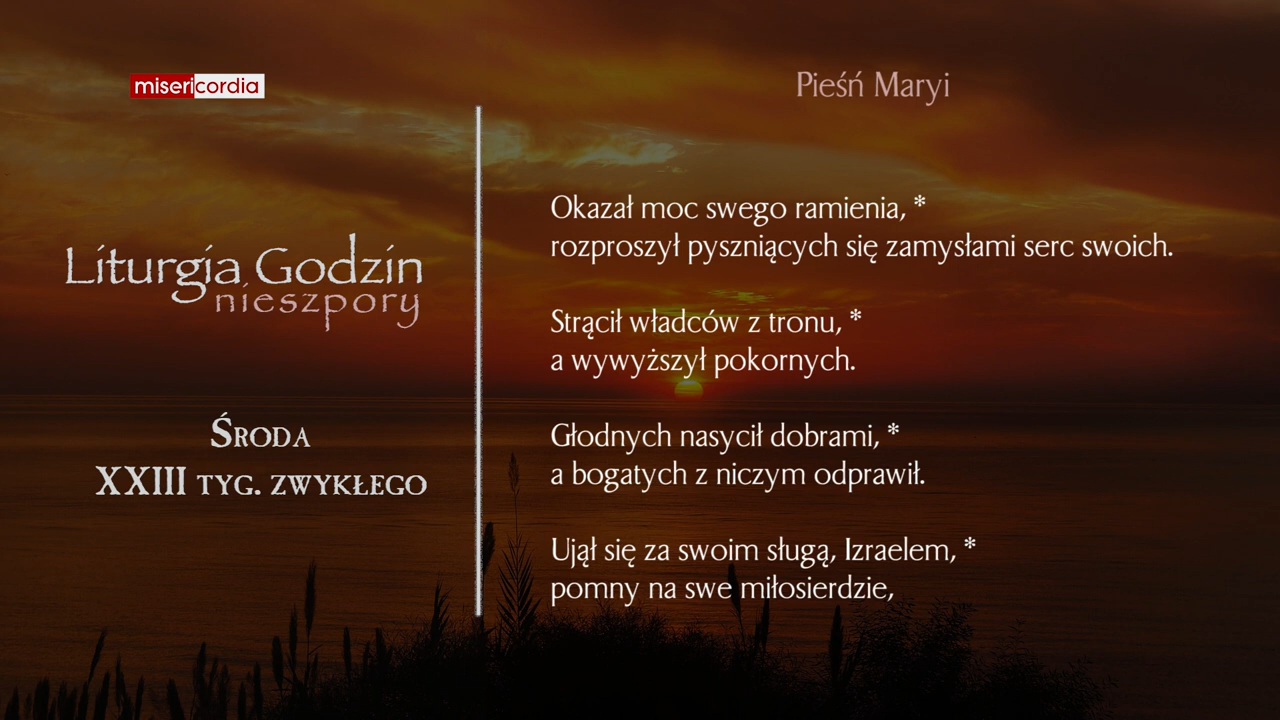 misericordia
Liturgia Godzin
nieszpory
Środa
XXIII tyg. zwykłego
Pieśń Maryi
Okazał moc swego ramienia, *
rozproszył pyszniących się zamysłami serc swoich.
Strącił władców z tronu, *
a wywyższył pokornych.
Głodnych nasycił dobrami, *
a bogatych z niczym odprawił.
Ujął się za swoim sługą, Izraelem, *
pomny na swe miłosierdzie,